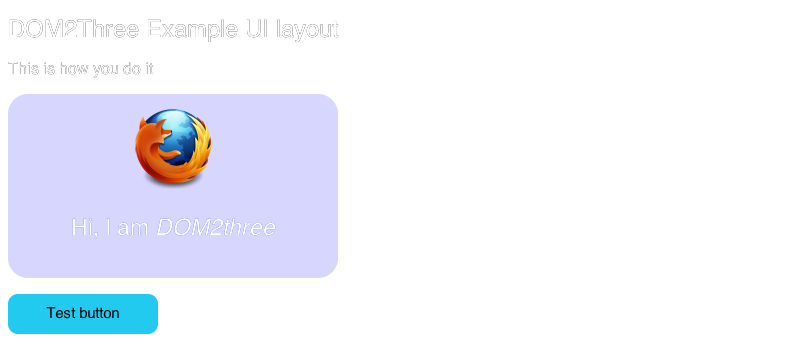 DOM2Three Example UI layout
This is how you do it
Hi, I am DOM2three
Test button